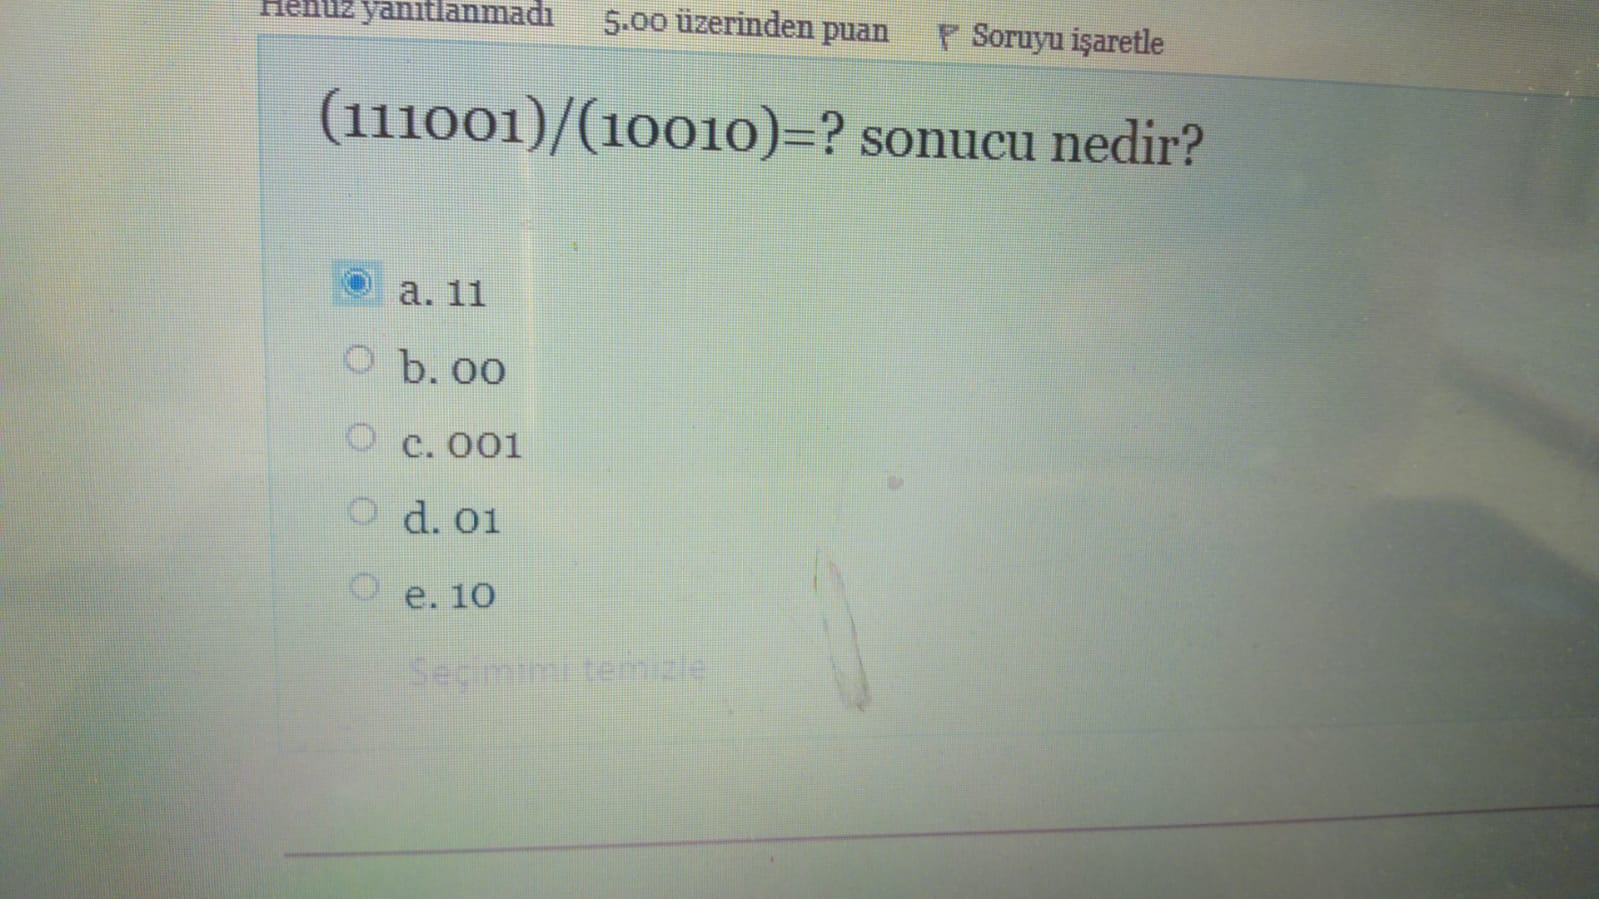 Henüz yanıtlanmadı 5.00 üzerinden puan Soruyu işaretle
(111001)/(10010)=? sonucu nedir?
a. 11
b. 00
c. 001
d. 01
e. 10
Seçimimi temizle